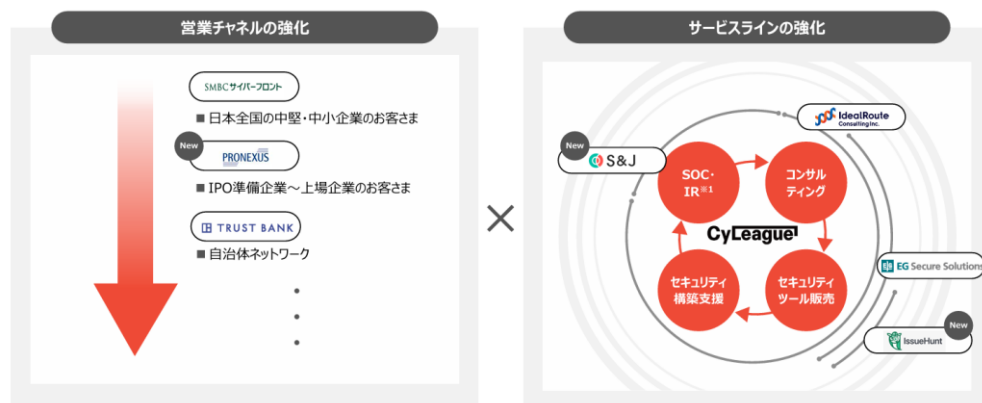 営業チャネルの強化
SMBCサイバーフロント
■ 日本全国の中堅・中小企業のお客さま
New
PRONEXUS
■ IPO準備企業～上場企業のお客さま
TRUST BANK
■ 自治体ネットワーク
×
サービスラインの強化
IdealRoute
Consulting Inc.
New
S&J
SOC・
IR※1
コンサル
ティング
CyLeague
EG Secure Solutions
セキュリティ
構築支援
セキュリティ
ツール販売
New
IssueHunt